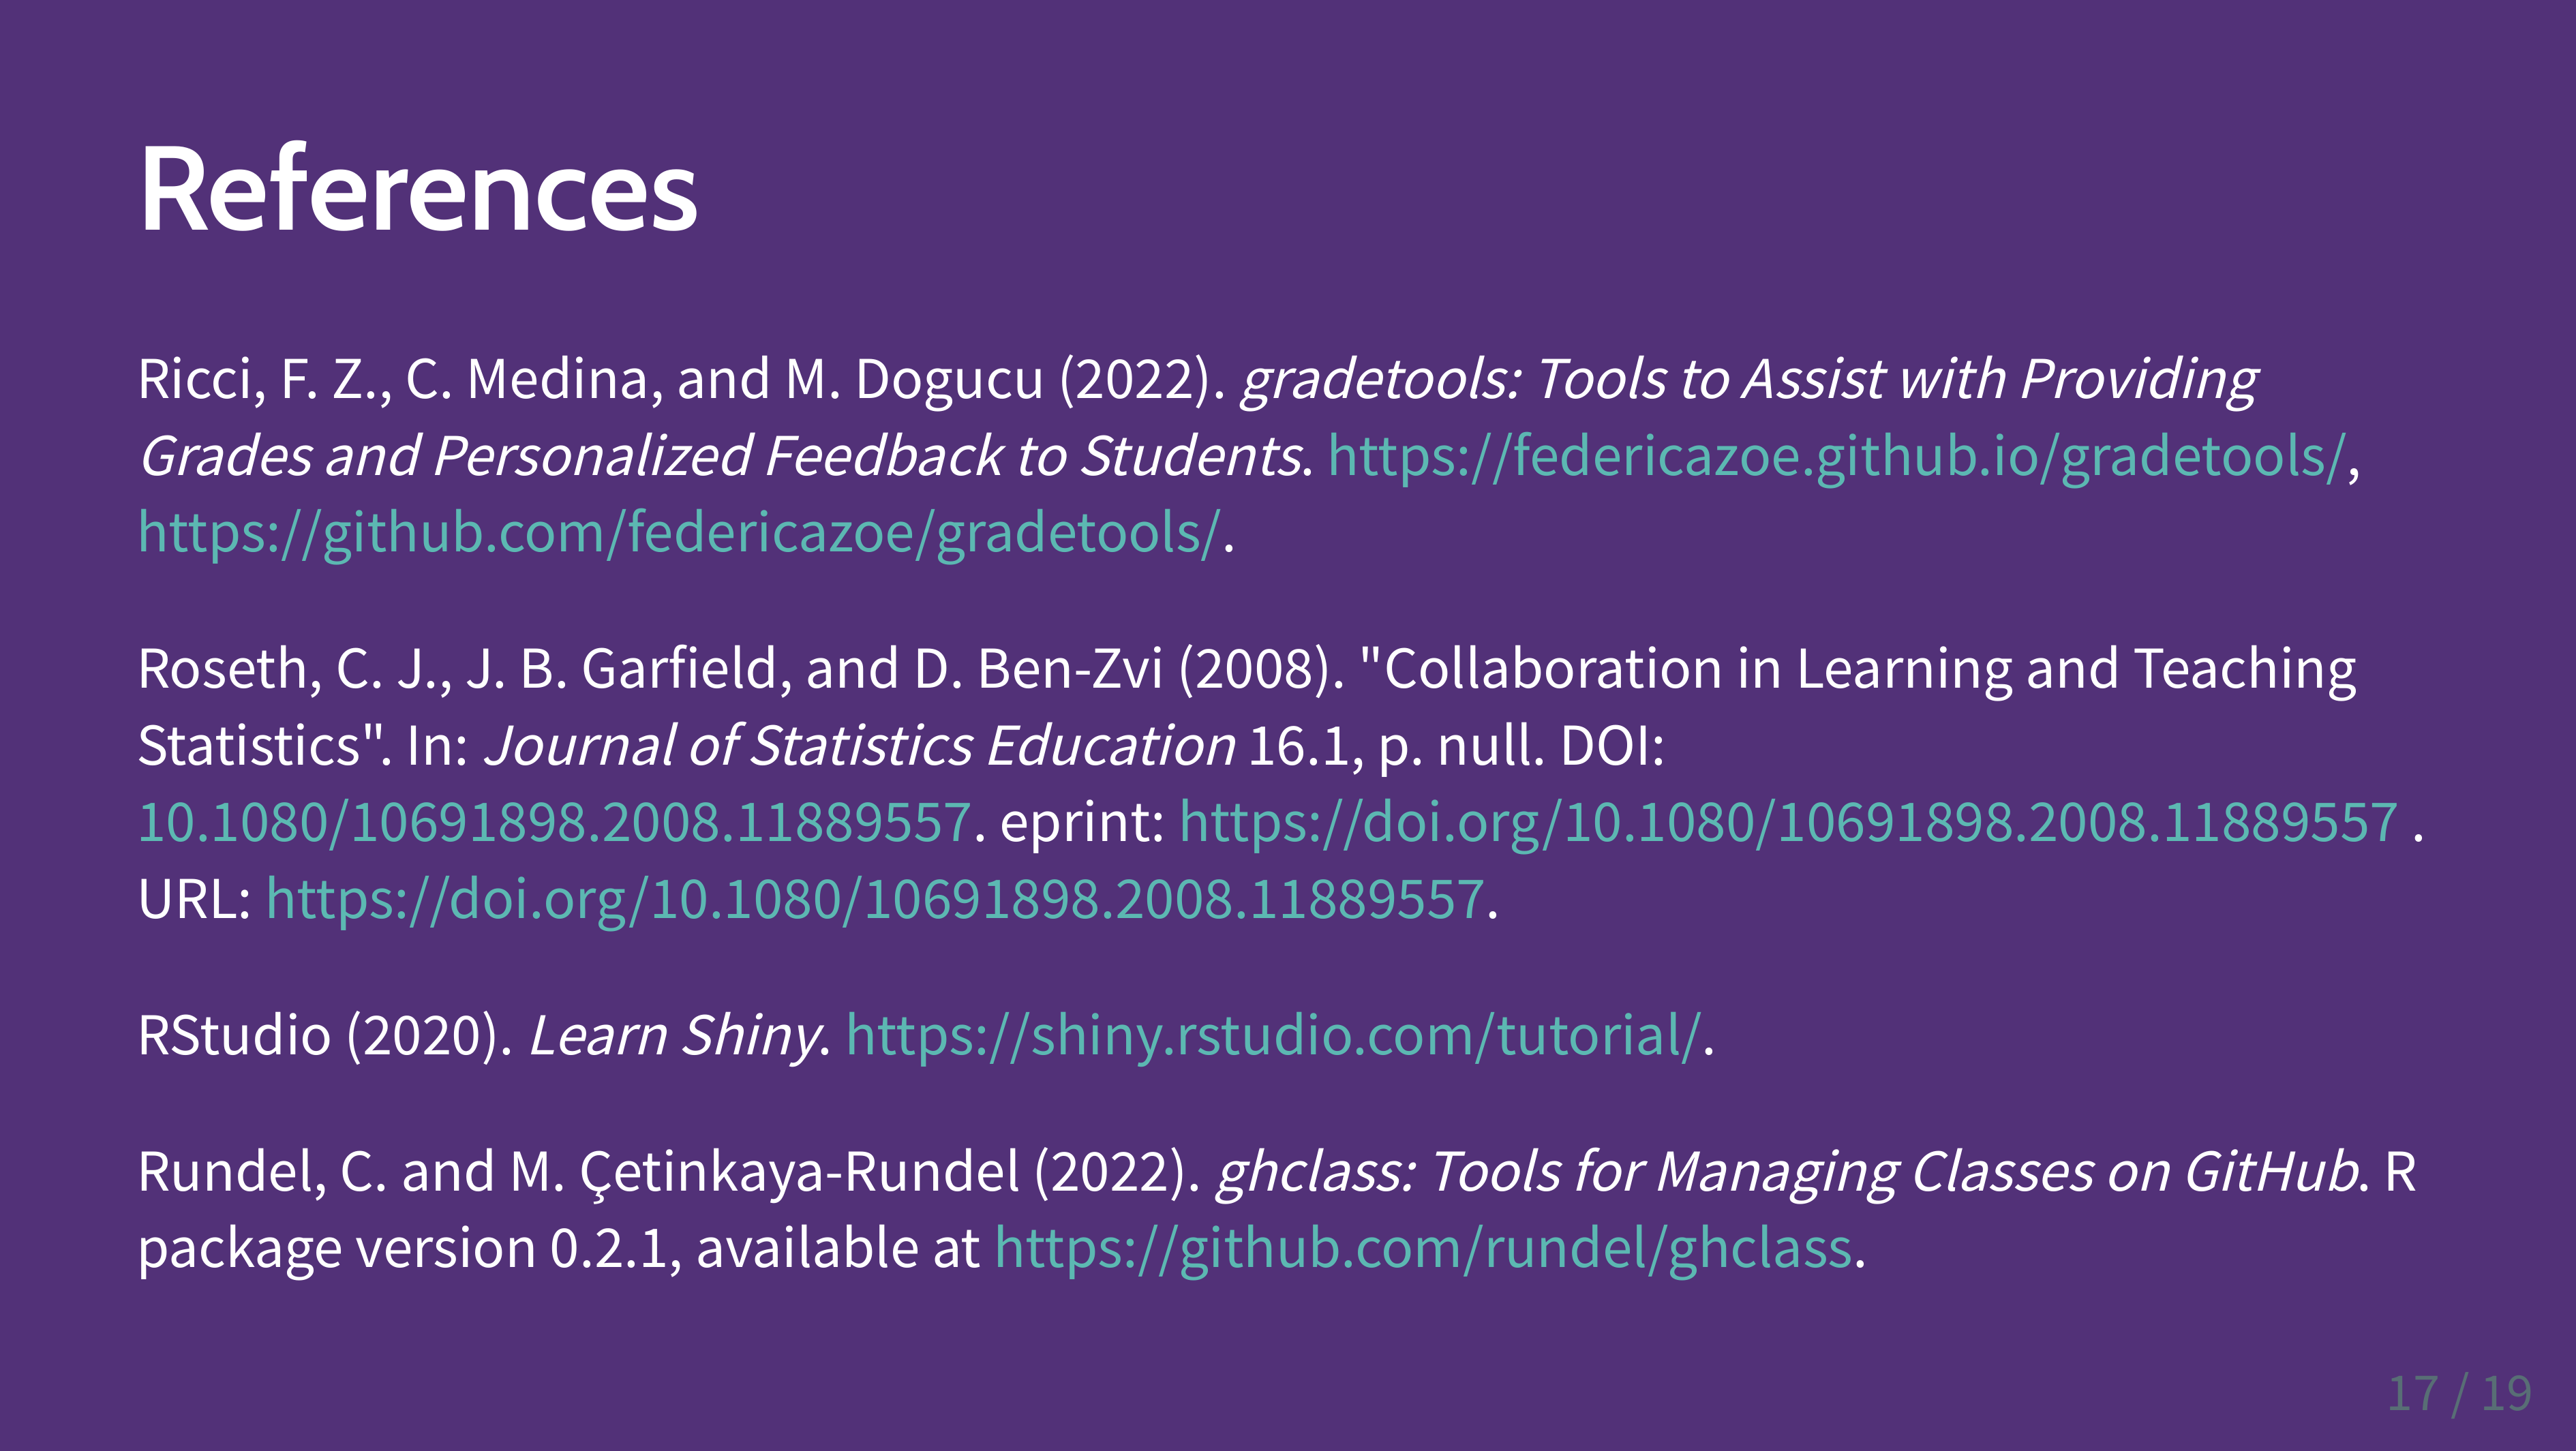 References
Ricci, F. Z., C. Medina, and M. Dogucu (2022). gradetools: Tools to Assist with Providing
Grades and Personalized Feedback to Students. https://federicazoe.github.io/gradetools/,
https://github.com/federicazoe/gradetools/.
Roseth, C. J., J. B. Garfield, and D. Ben-Zvi (2008). "Collaboration in Learning and Teaching
Statistics". In: Journal of Statistics Education 16.1, p. null. DOI:
10.1080/10691898.2008.11889557. eprint: https://doi.org/10.1080/10691898.2008.11889557 .
URL: https://doi.org/10.1080/10691898.2008.11889557.
RStudio (2020). Learn Shiny. https://shiny.rstudio.com/tutorial/.
Rundel, C. and M. Çetinkaya-Rundel (2022). ghclass: Tools for Managing Classes on GitHub. R
package version 0.2.1, available at https://github.com/rundel/ghclass.
17 / 19